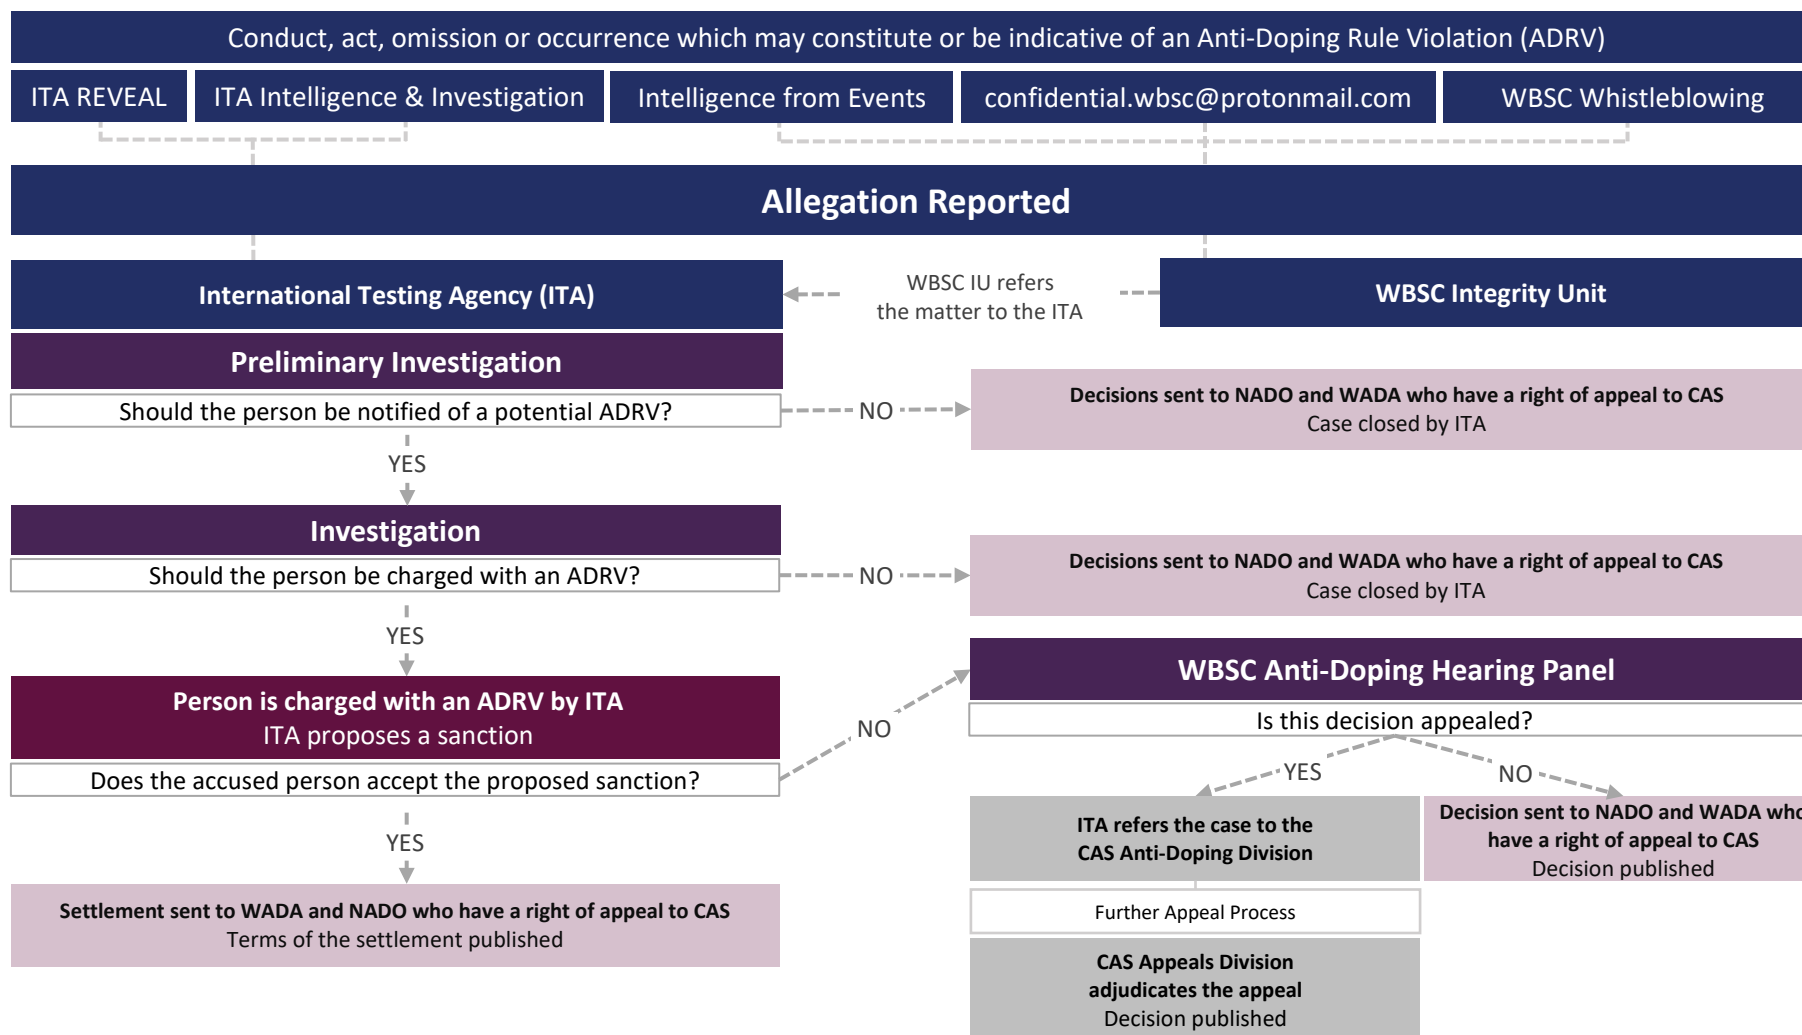 Conduct, act, omission or occurrence which may constitute or be indicative of an Anti-Doping Rule Violation (ADRV)
ITA REVEAL
ITA Intelligence & Investigation
Intelligence from Events
confidential.wbsc@protonmail.com
WBSC Whistleblowing
Allegation Reported
International Testing Agency (ITA)
WBSC IU refers
the matter to the ITA
WBSC Integrity Unit
Preliminary Investigation
Should the person be notified of a potential ADRV?
NO
Decisions sent to NADO and WADA who have a right of appeal to CAS
Case closed by ITA
YES
Investigation
Should the person be charged with an ADRV?
NO
Decisions sent to NADO and WADA who have a right of appeal to CAS
Case closed by ITA
YES
Person is charged with an ADRV by ITA
ITA proposes a sanction
Does the accused person accept the proposed sanction?
NO
WBSC Anti-Doping Hearing Panel
Is this decision appealed?
YES
NO
YES
Settlement sent to WADA and NADO who have a right of appeal to CAS
Terms of the settlement published
ITA refers the case to the
CAS Anti-Doping Division
Decision sent to NADO and WADA who
have a right of appeal to CAS
Decision published
Further Appeal Process
CAS Appeals Division
adjudicates the appeal
Decision published